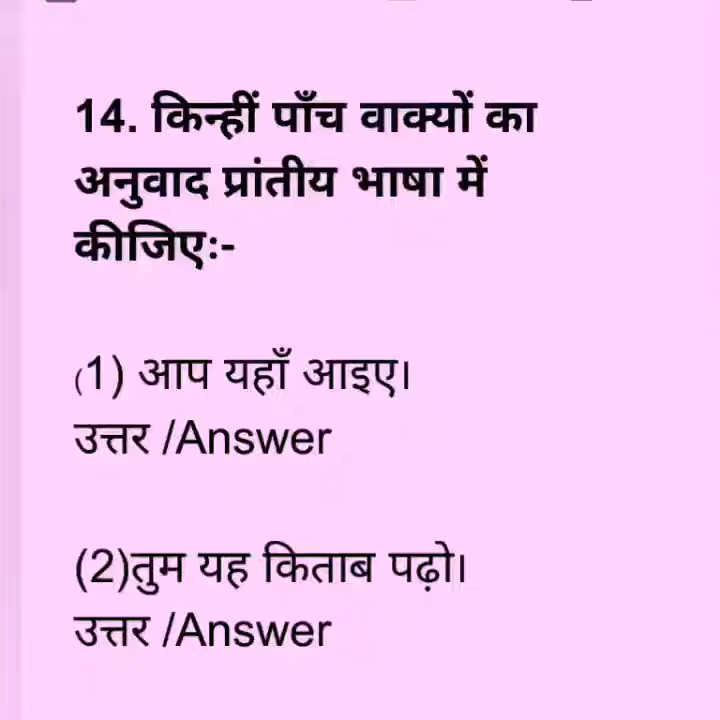 14. किन्हीं पाँच वाक्यों का
अनुवाद प्रांतीय भाषा में
कीजिएः-
(1) आप यहाँ आइए।
उत्तर /Answer
(2)तुम यह किताब पढ़ो।
उत्तर /Answer